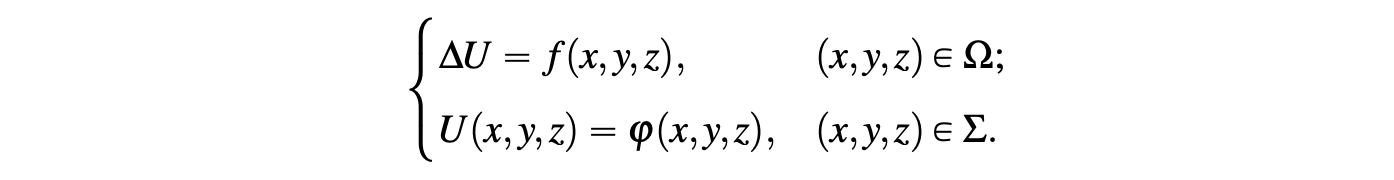 ΔU = f(x,y,z), (x,y,z) ∈ Ω;
U(x,y,z) = φ(x,y,z), (x,y,z) ∈ Σ.